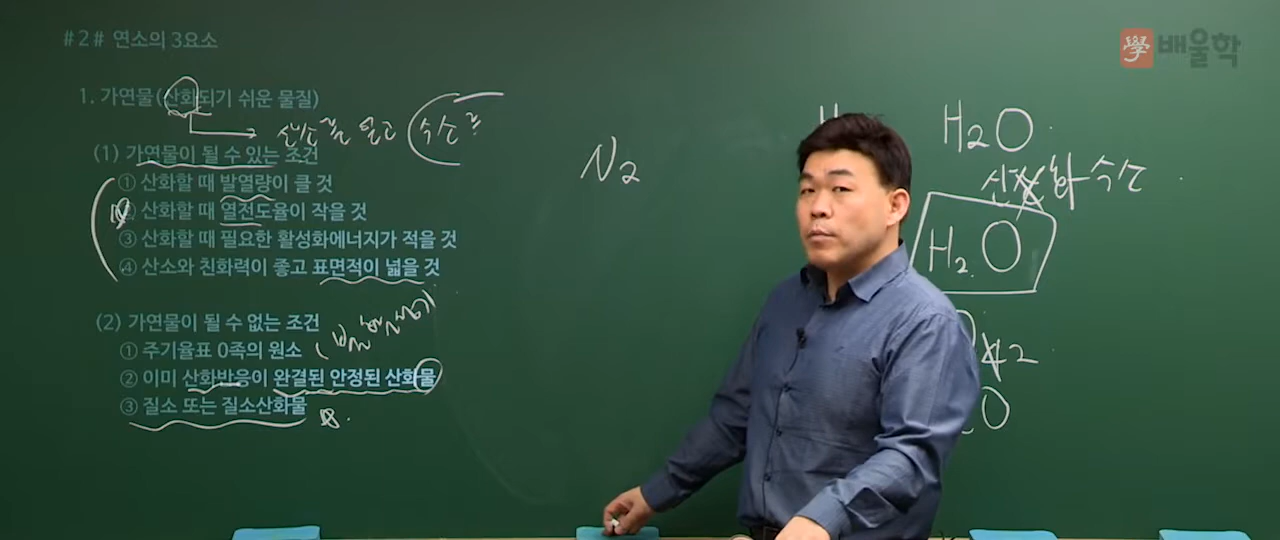 #2# 연소의 3요소
學 배울학
1. 가연물(산화되기 쉬운 물질)
산소를 얻고 수소를
(1) 가연물이 될 수 있는 조건
① 산화할 때 발열량이 클 것
② 산화할 때 열전도율이 작을 것
③ 산화할 때 필요한 활성화에너지가 적을 것
④ 산소와 친화력이 좋고 표면적이 넓을 것
(2) 가연물이 될 수 없는 조건
① 주기율표 0족의 원소
② 이미 산화반응이 완결된 안정된 산화물
③ 질소 또는 질소산화물
N2
H2O
화 수소
H2O
2
O